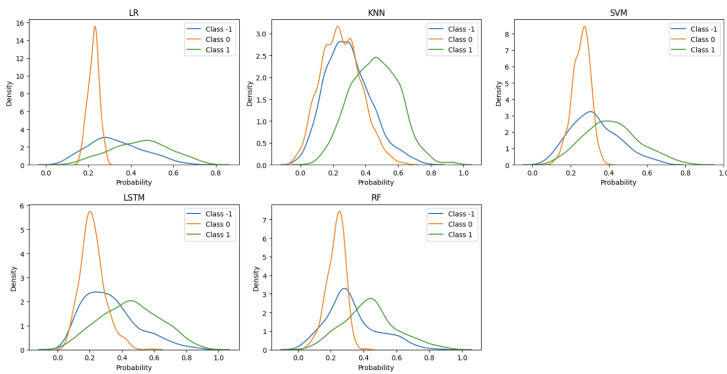 LR
16
14
12
10
8
6
4
2
0
Density
0.0 0.2 0.4 0.6 0.8
Probability
Class -1
Class 0
Class 1
KNN
3.0
2.5
2.0
1.5
1.0
0.5
0.0
Density
0.0 0.2 0.4 0.6 0.8 1.0
Probability
Class -1
Class 0
Class 1
SVM
8
7
6
5
4
3
2
1
0
Density
0.0 0.2 0.4 0.6 0.8 1.0
Probability
Class -1
Class 0
Class 1
LSTM
6
5
4
3
2
1
0
Density
0.0 0.2 0.4 0.6 0.8 1.0
Probability
Class -1
Class 0
Class 1
RF
7
6
5
4
3
2
1
0
Density
0.0 0.2 0.4 0.6 0.8 1.0
Probability
Class -1
Class 0
Class 1